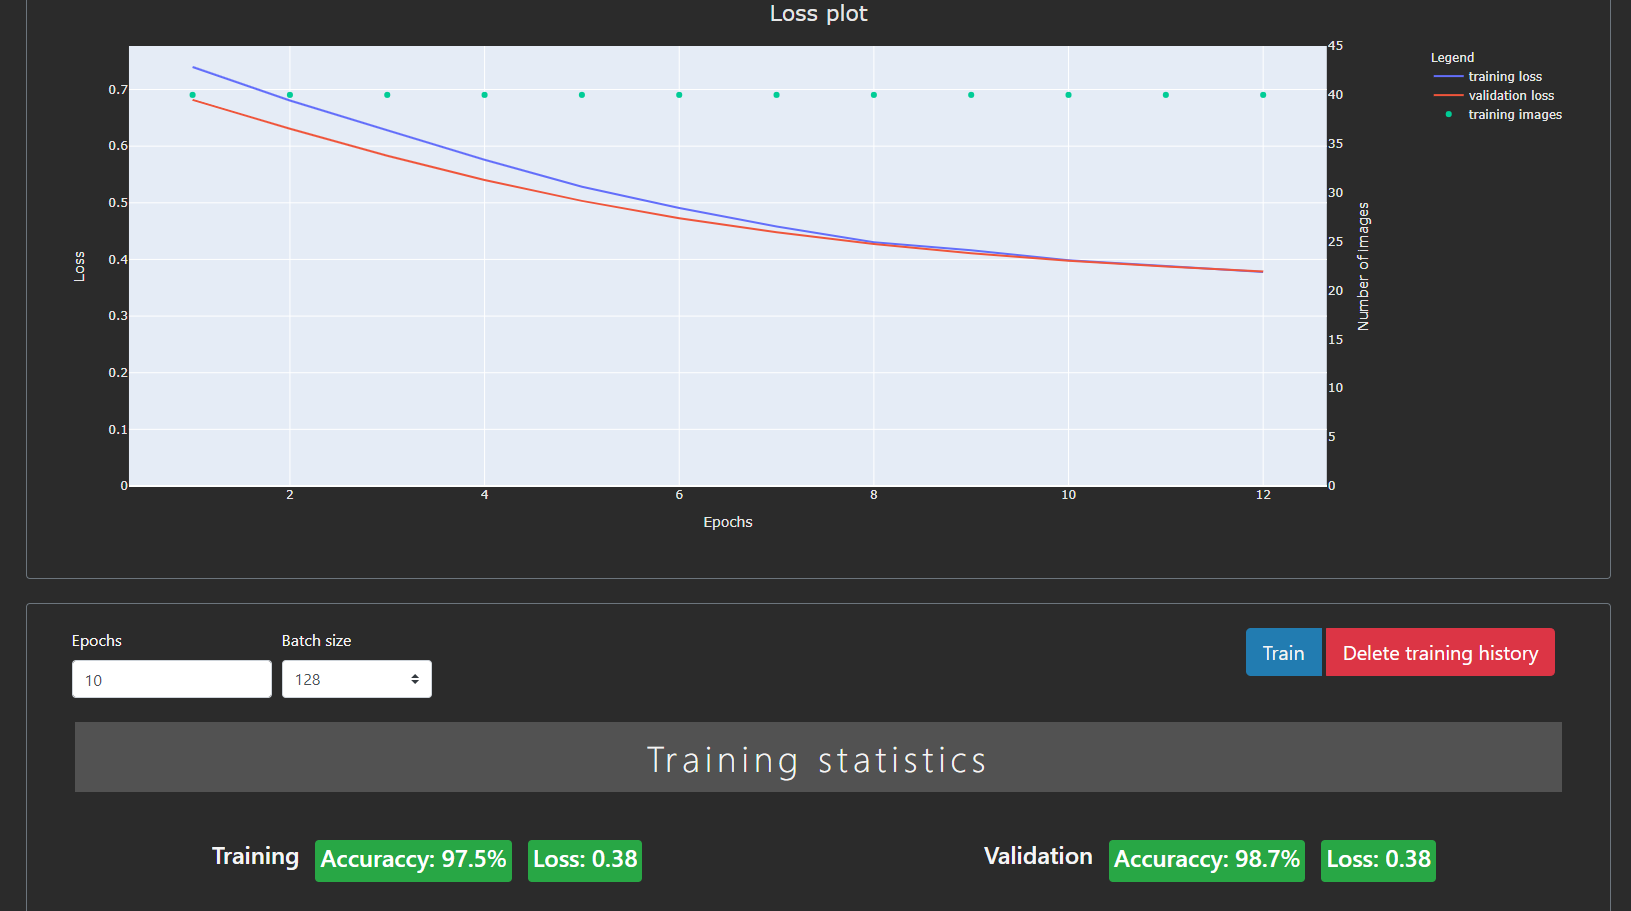 Loss plot
Legend
training loss
validation loss
training images
0.7
0.6
0.5
0.4
0.3
0.2
0.1
0
Loss
45
40
35
30
25
20
15
10
5
0
Number of images
2 4 6 8 10 12
Epochs
Epochs Batch size
10 128
Train Delete training history
Training statistics
Training Accuraccy: 97.5% Loss: 0.38 Validation Accuraccy: 98.7% Loss: 0.38